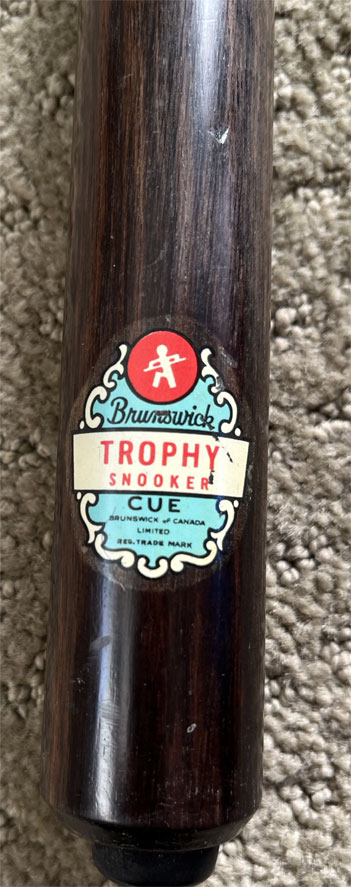 Brunswick
TROPHY
SNOOKER
CUE
BRUNSWICK OF CANADA
LIMITED
REG. TRADE MARK